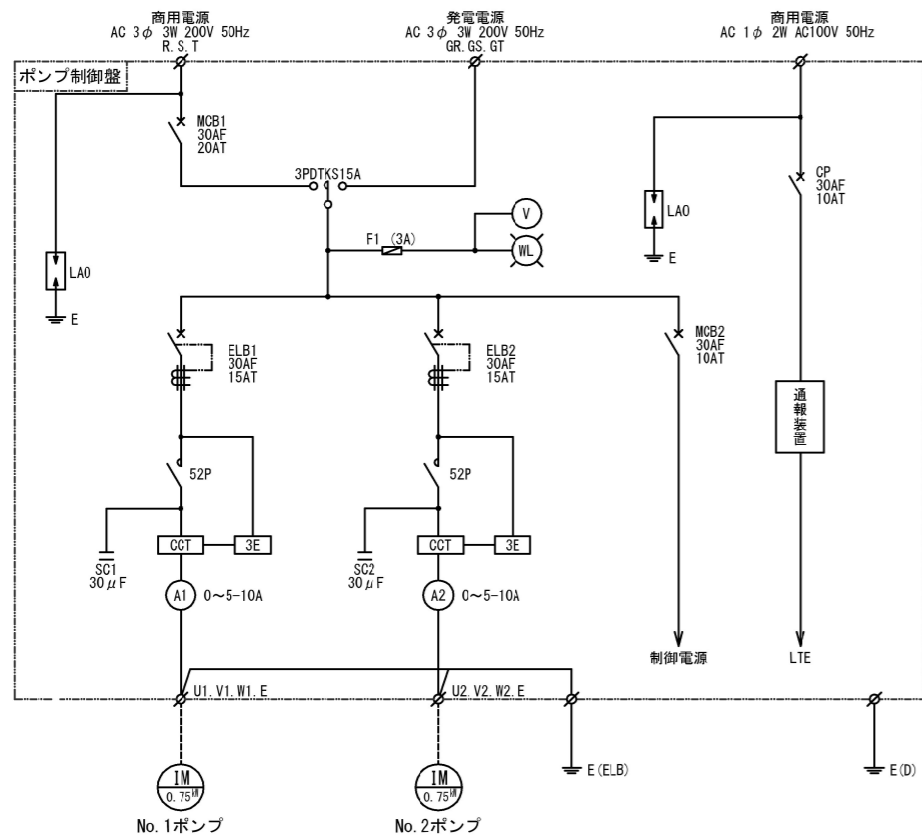 商用電源
AC 3φ 3W 200V 50Hz
R.S.T
発電電源
AC 3φ 3W 200V 50Hz
GR.GS.GT
商用電源
AC 1φ 2W AC100V 50Hz
ポンプ制御盤
MCB1
30AF
20AT
3PDTKS15A
CP
30AF
10AT
LAO
E
LAO
E
F1 (3A)
V
WL
ELB1
30AF
15AT
ELB2
30AF
15AT
MCB2
30AF
10AT
通報装置
52P
52P
SC1
30μF
CCT
3E
SC2
30μF
CCT
3E
A1
0～5-10A
A2
0～5-10A
制御電源
LTE
U1.V1.W1.E
U2.V2.W2.E
E(ELB)
E(D)
IM
0.75kW
IM
0.75kW
No.1ポンプ
No.2ポンプ